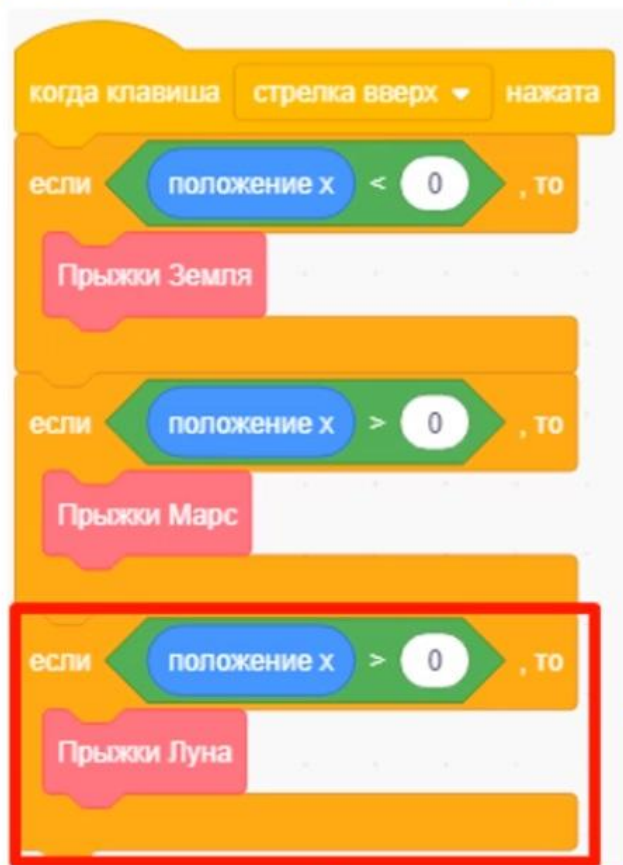 когда клавиша стрелка вверх нажата
если положение x < 0 , то
Прыжки Земля
если положение x > 0 , то
Прыжки Марс
если положение x > 0 , то
Прыжки Луна